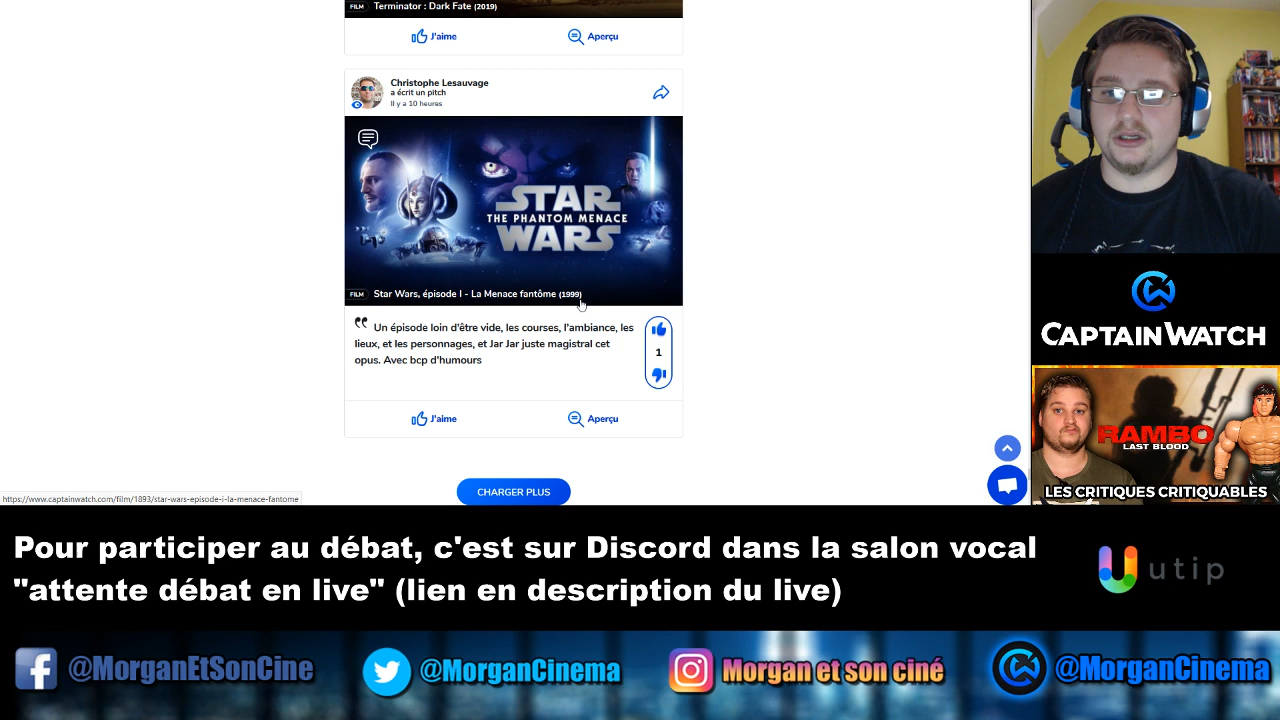 FILM Terminator : Dark Fate (2019)
J'aime
Aperçu
Christophe Lesauvage
a écrit un pitch
Il y a 10 heures
STAR
THE PHANTOM MENACE
WARS
FILM Star Wars, épisode I - La Menace fantôme (1999)
Un épisode loin d'être vide, les courses, l'ambiance, les
lieux, et les personnages, et Jar Jar juste magistral cet
opus. Avec bcp d'humours
1
J'aime
Aperçu
CHARGER PLUS
https://www.captainwatch.com/film/1893/star-wars-episode-i-la-menace-fantome
CAPTAINWATCH
RAMBO
LAST BLOOD
LES CRITIQUES CRITIQUABLES
Pour participer au débat, c'est sur Discord dans la salon vocal
"attente débat en live" (lien en description du live)
utip
@MorganEtSonCine
@MorganCinema
Morgan et son ciné
@MorganCinema